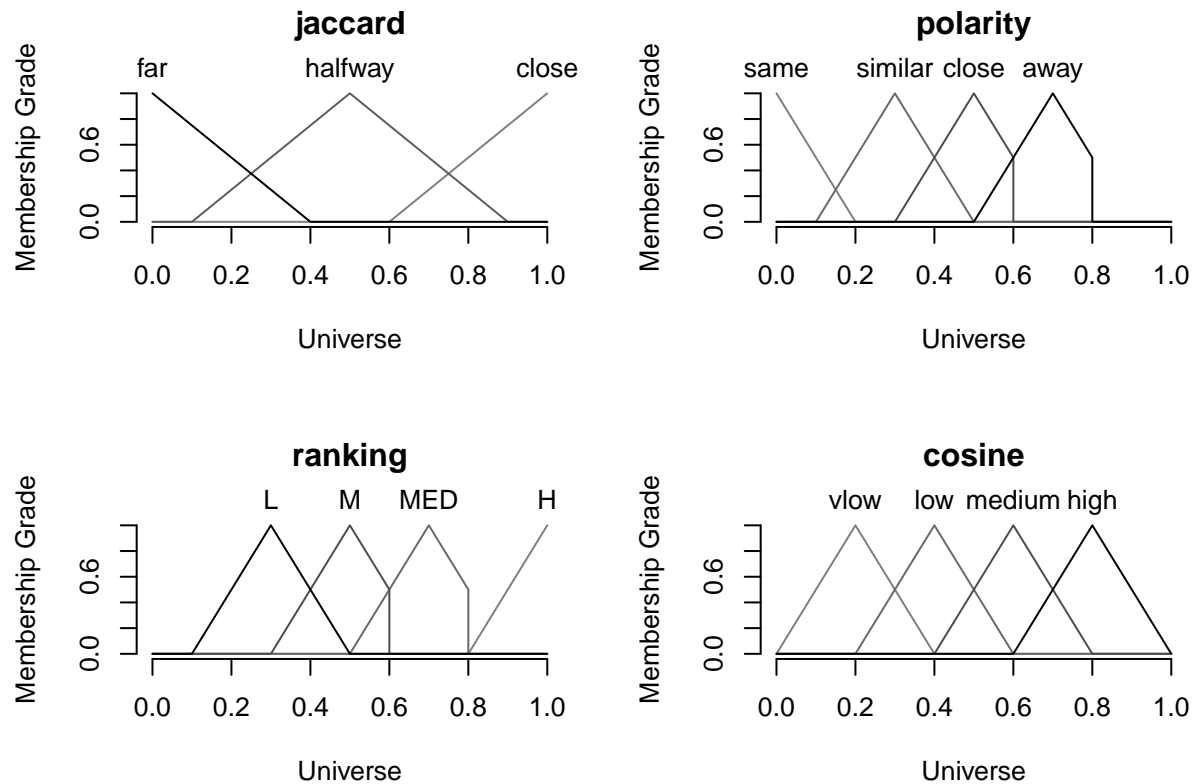 jaccard
far halfway close
Membership Grade
0.0 0.6
0.0 0.2 0.4 0.6 0.8 1.0
Universe
polarity
same similar close away
Membership Grade
0.0 0.6
0.0 0.2 0.4 0.6 0.8 1.0
Universe
ranking
L M MED H
Membership Grade
0.0 0.6
0.0 0.2 0.4 0.6 0.8 1.0
Universe
cosine
vlow low medium high
Membership Grade
0.0 0.6
0.0 0.2 0.4 0.6 0.8 1.0
Universe